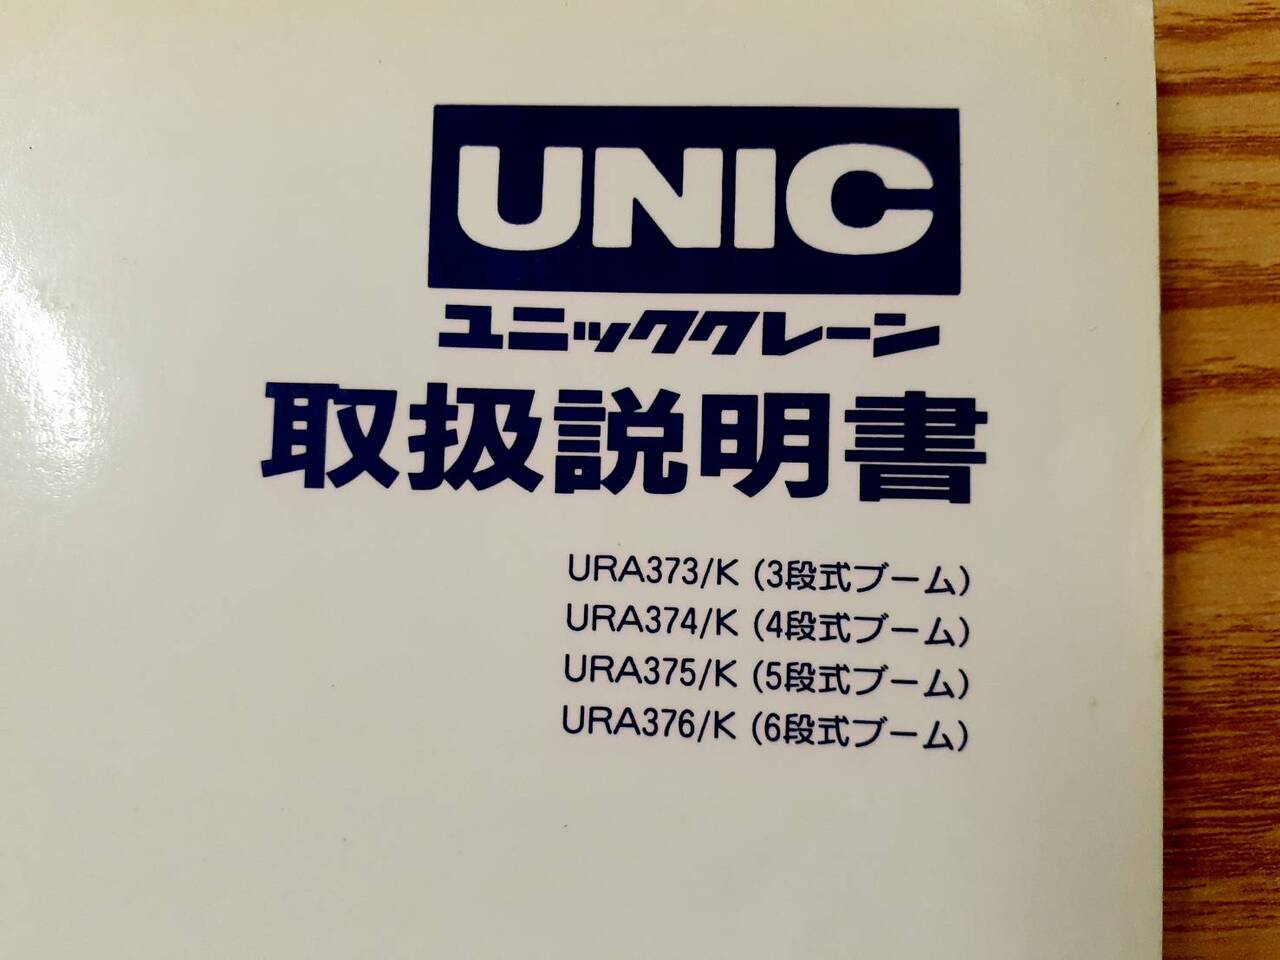 UNIC
ユニッククレーン
取扱説明書
URA373/K (3段式ブーム)
URA374/K (4段式ブーム)
URA375/K (5段式ブーム)
URA376/K (6段式ブーム)